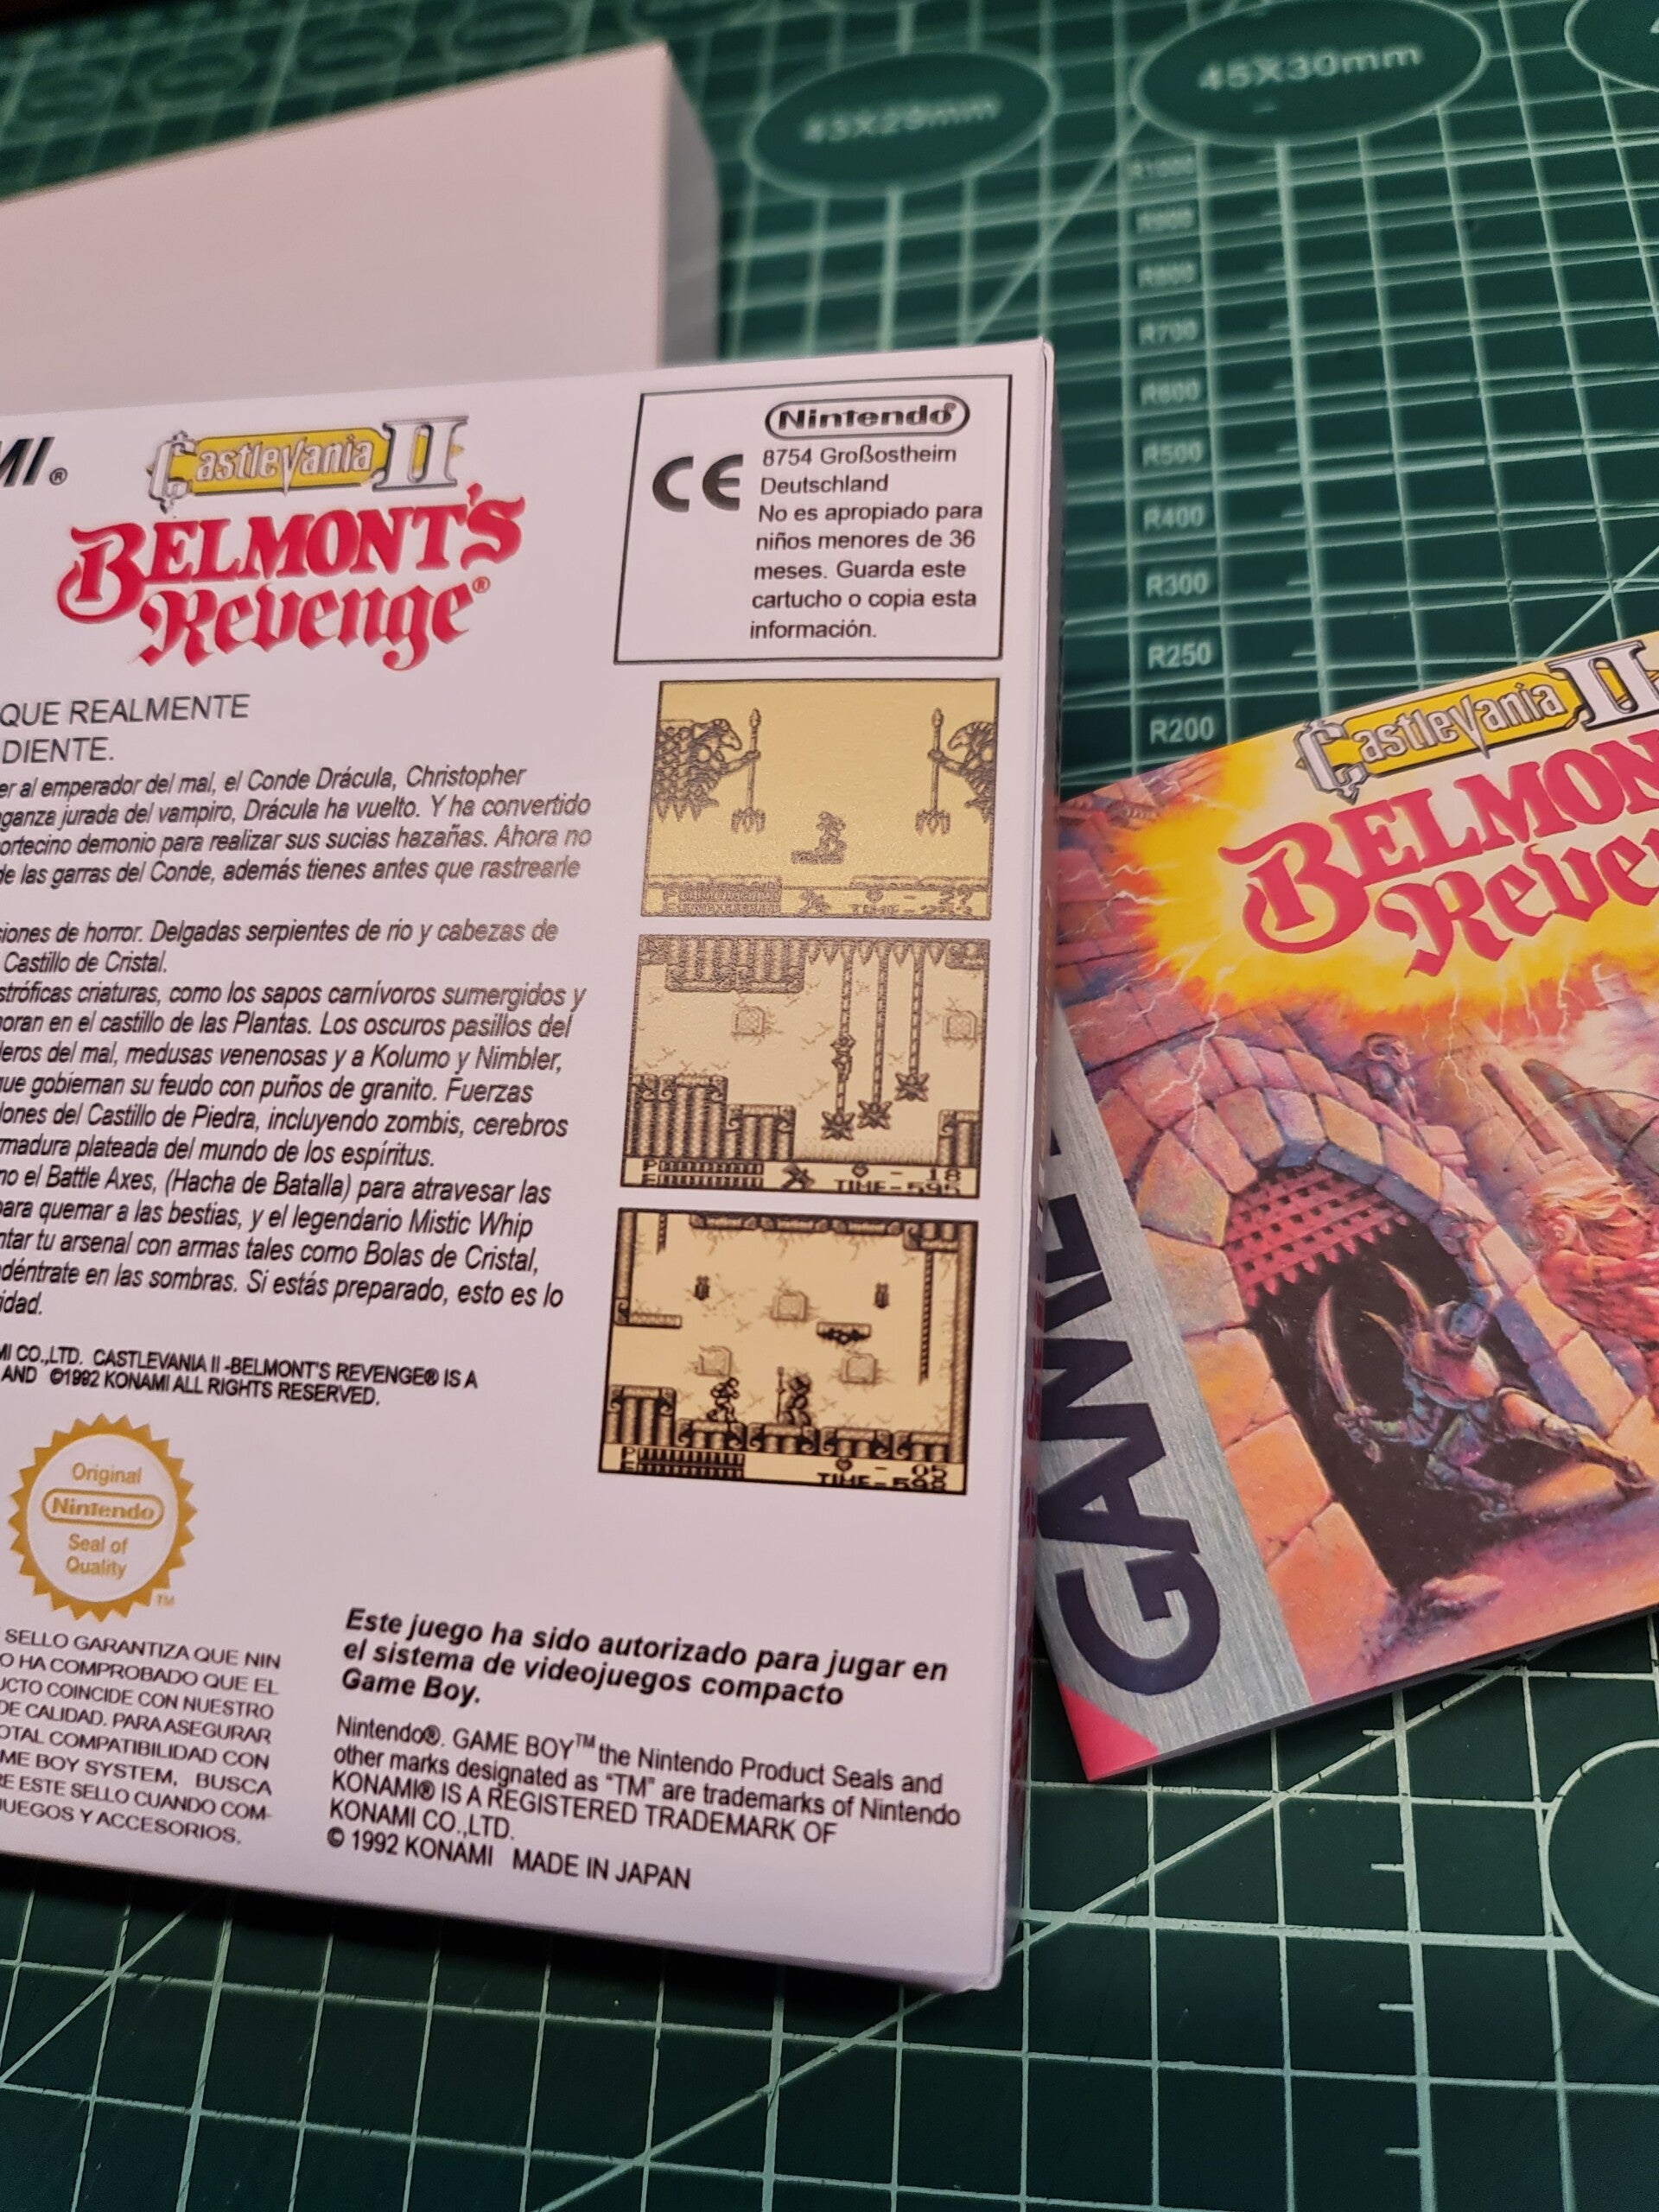 43X29mm
45X30mm
R1000
R900
R800
R700
R600
R500
R400
R300
R250
R200
MI®
Castlevania II
BELMONT'S
Revenge®
Nintendo®
CE
8754 Großostheim
Deutschland
No es apropiado para
niños menores de 36
meses. Guarda este
cartucho o copia esta
información.
QUE REALMENTE
DIENTE.
er al emperador del mal, el Conde Drácula, Christopher
ganza jurada del vampiro, Drácula ha vuelto. Y ha convertido
ortecino demonio para realizar sus sucias hazañas. Ahora no
de las garras del Conde, además tienes antes que rastrearle
siones de horror. Delgadas serpientes de rio y cabezas de
Castillo de Cristal.
stróficas criaturas, como los sapos carnívoros sumergidos y
oran en el castillo de las Plantas. Los oscuros pasillos del
leros del mal, medusas venenosas y a Kolumo y Nimbler,
que gobiernan su feudo con puños de granito. Fuerzas
lones del Castillo de Piedra, incluyendo zombis, cerebros
rmadura plateada del mundo de los espíritus.
no el Battle Axes, (Hacha de Batalla) para atravesar las
para quemar a las bestias, y el legendario Mistic Whip
ntar tu arsenal con armas tales como Bolas de Cristal,
déntrate en las sombras. Si estás preparado, esto es lo
idad.
MI CO.,LTD. CASTLEVANIA II -BELMONT'S REVENGE® IS A
AND ©1992 KONAMI ALL RIGHTS RESERVED.
P
E
- 27
TIME-253
P
E
- 18
TIME-595
P
E
- 05
TIME-598
Original
Nintendo
Seal of
Quality
TM
SELLO GARANTIZA QUE NIN
O HA COMPROBADO QUE EL
UCTO COINCIDE CON NUESTRO
DE CALIDAD. PARA ASEGURAR
OTAL COMPATIBILIDAD CON
ME BOY SYSTEM, BUSCA
RE ESTE SELLO CUANDO COM-
JUEGOS Y ACCESORIOS.
Este juego ha sido autorizado para jugar en
el sistema de videojuegos compacto
Game Boy.
Nintendo®. GAME BOY™ the Nintendo Product Seals and
other marks designated as "TM" are trademarks of Nintendo
KONAMI® IS A REGISTERED TRADEMARK OF
KONAMI CO.,LTD.
© 1992 KONAMI MADE IN JAPAN
Castlevania II
BELMON
Reve
GAME